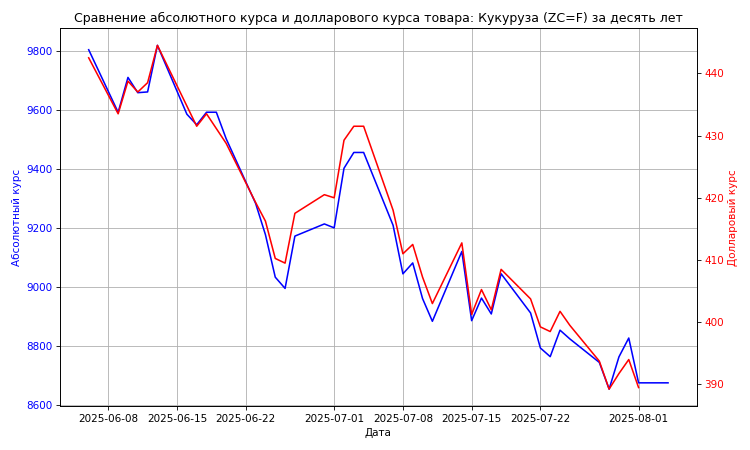 Сравнение абсолютного курса и долларового курса товара: Кукуруза (ZC=F) за десять лет
9800
9600
9400
9200
9000
8800
8600
Абсолютный курс
440
430
420
410
400
390
Долларовый курс
2025-06-08 2025-06-15 2025-06-22 2025-07-01 2025-07-08 2025-07-15 2025-07-22 2025-08-01
Дата